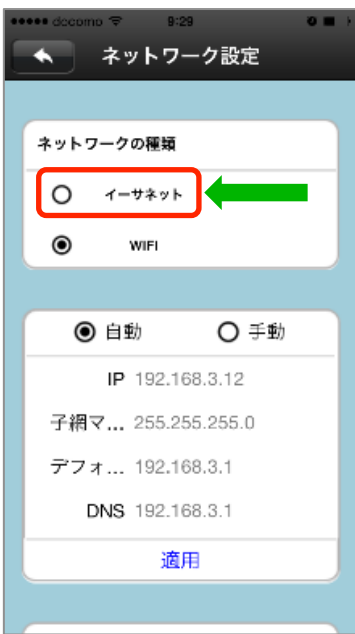 docomo 9:29
ネットワーク設定
ネットワークの種類
イーサネット
WIFI
自動 手動
IP 192.168.3.12
子網マ... 255.255.255.0
デフォ... 192.168.3.1
DNS 192.168.3.1
適用